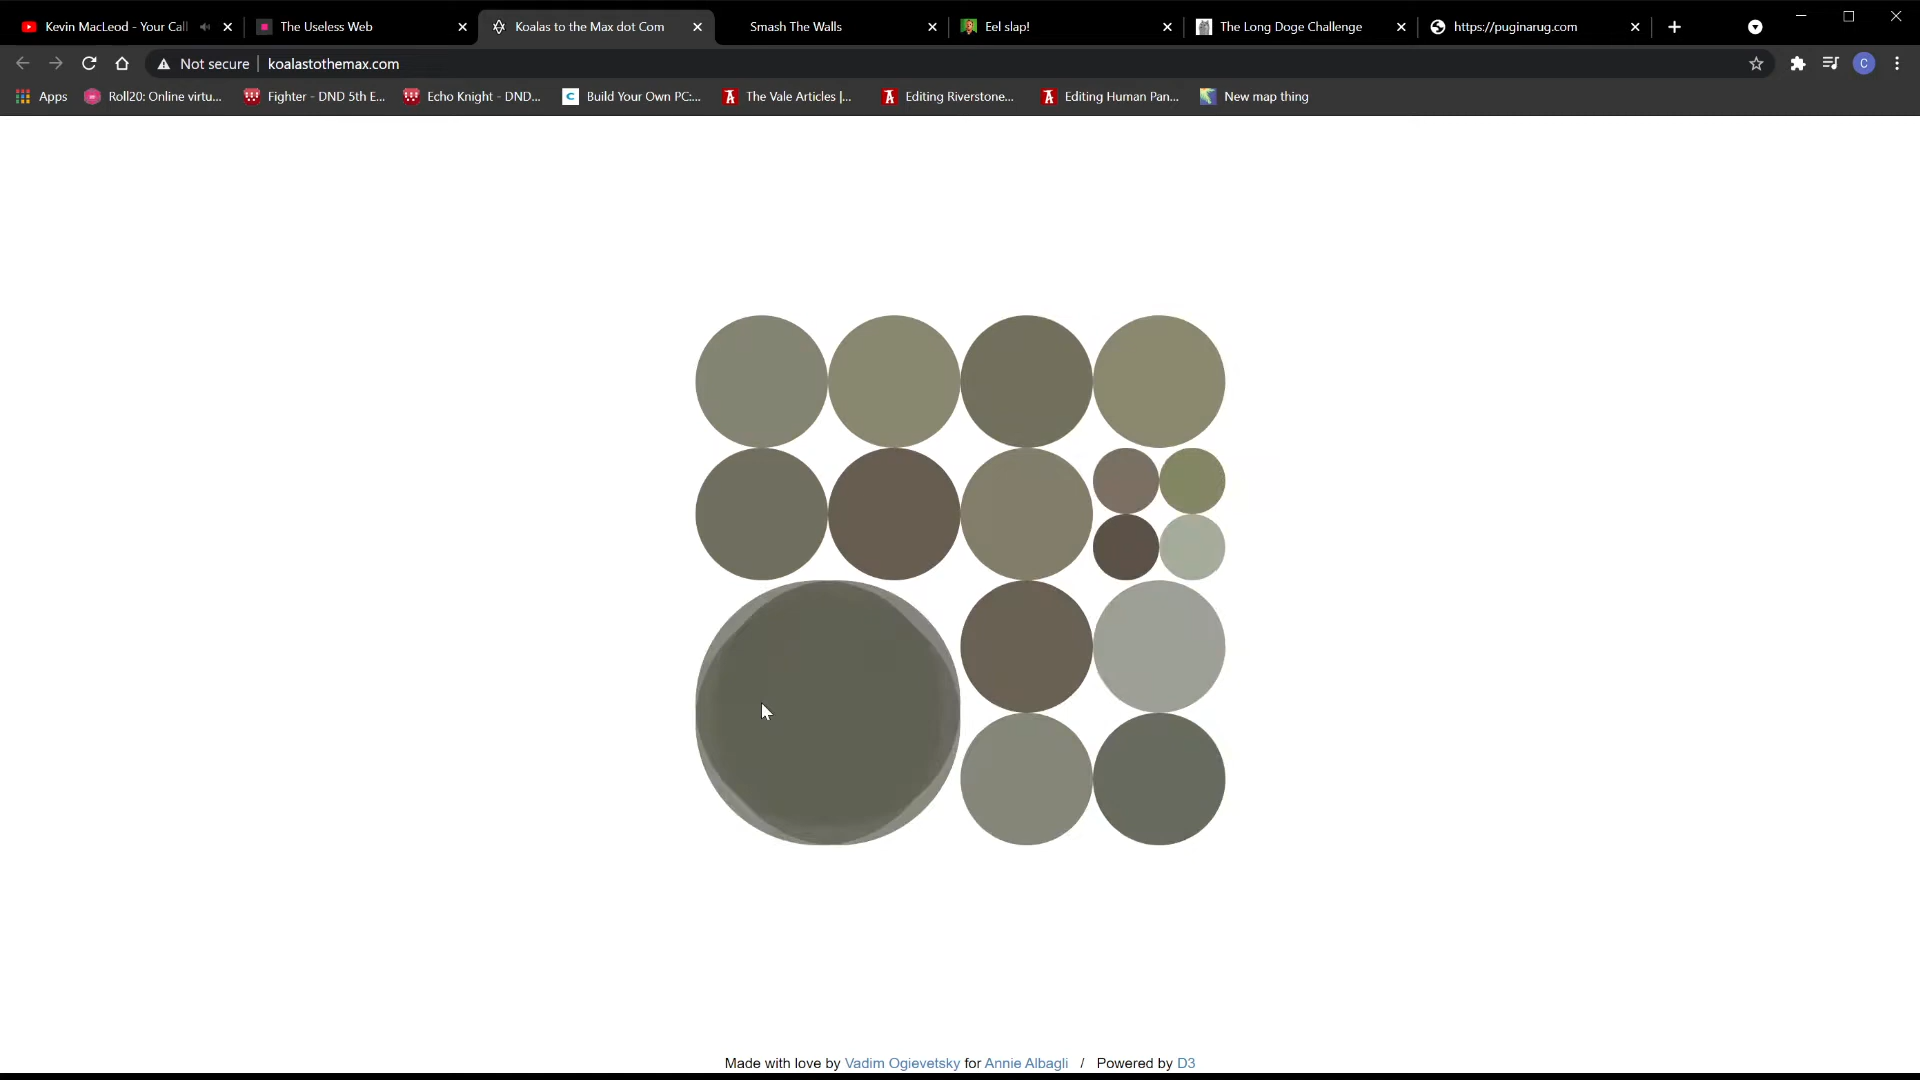 Kevin MacLeod - Your Call
The Useless Web
Koalas to the Max dot Com
Smash The Walls
Eel slap!
The Long Doge Challenge
https://puginarug.com
Not secure
koalastothemax.com
C
Apps
Roll20: Online virtu...
Fighter - DND 5th E...
Echo Knight - DND...
C
Build Your Own PC:...
The Vale Articles |...
Editing Riverstone...
Editing Human Pan...
New map thing
Made with love by Vadim Ogievetsky for Annie Albagli / Powered by D3